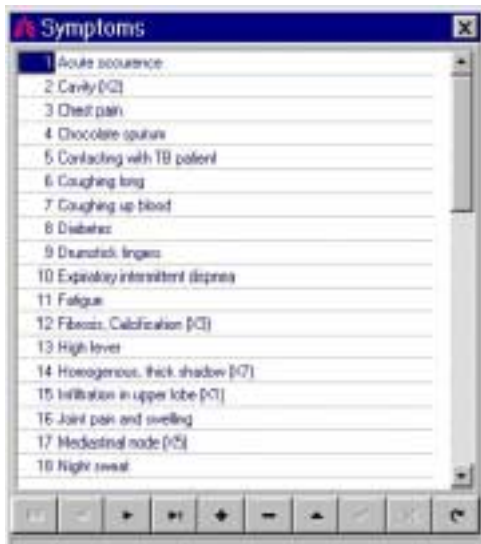 Symptoms
1 Acute occurence
2 Cavity (X2)
3 Chest pain
4 Chocolate sputum
5 Contacting with TB patient
6 Coughing long
7 Coughing up blood
8 Diabetes
9 Drumstick fingers
10 Expiratory intermittent dispnea
11 Fatigue
12 Fibrosis, Calcification (X3)
13 High fever
14 Homogenous, thick shadow (X7)
15 Infiltration in upper lobe (X1)
16 Joint pain and swelling
17 Mediastinal node (X5)
18 Night sweat